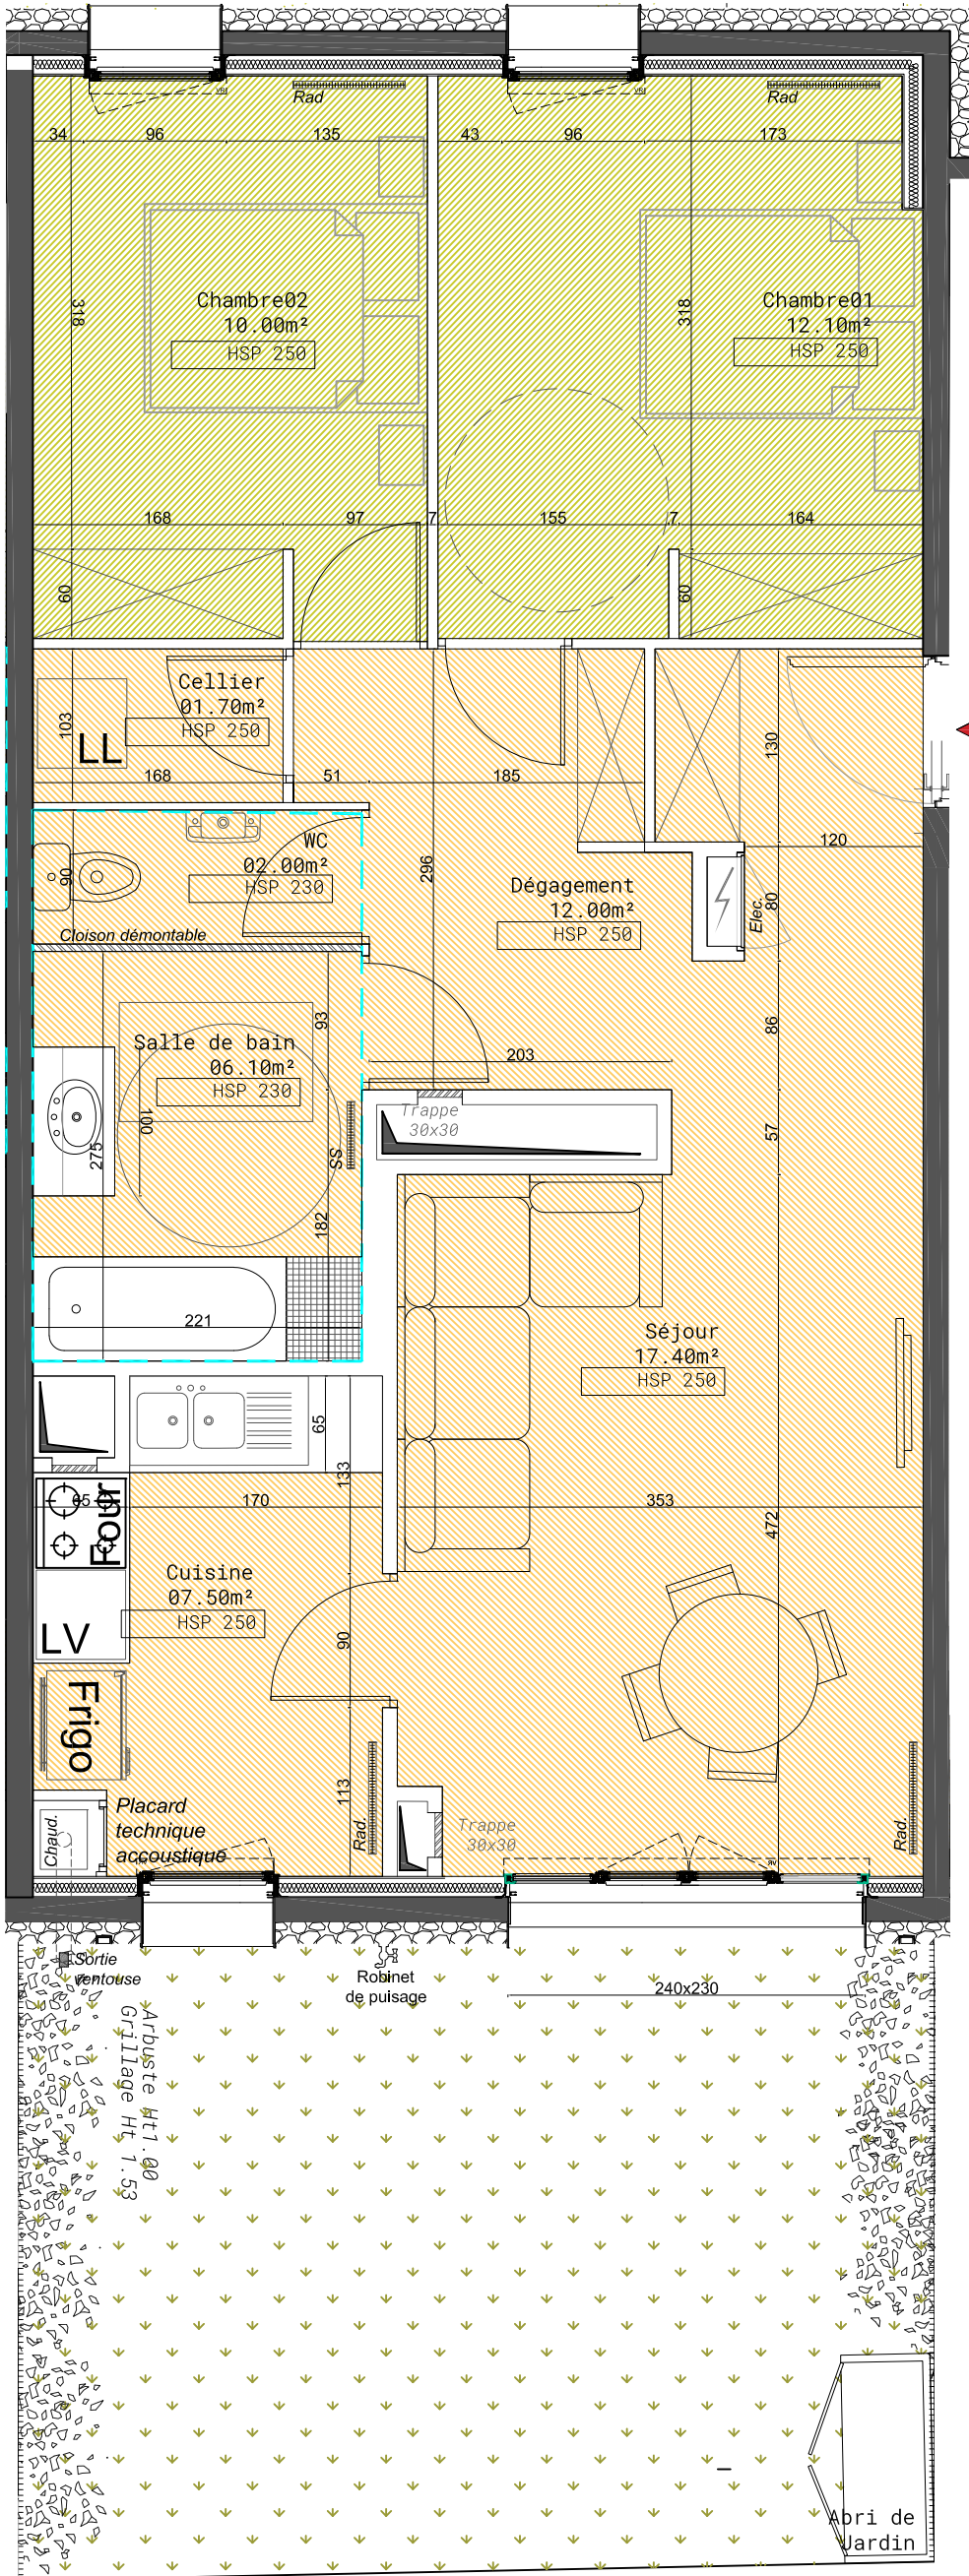 VR
VR
Rad
Rad
34
96
135
43
96
173
318
318
Chambre02
10.00m²
HSP 250
Chambre01
12.10m²
HSP 250
168
97
7
155
7
164
60
60
Cellier
01.70m²
HSP 250
LL
103
168
51
185
130
120
WC
02.00m²
HSP 230
90
Cloison démontable
296
Dégagement
12.00m²
HSP 250
Elec.
80
93
86
Salle de bain
06.10m²
HSP 230
203
100
275
SS
182
Trappe
30x30
57
221
Séjour
17.40m²
HSP 250
65
133
65
170
353
472
Four
Cuisine
07.50m²
HSP 250
LV
90
Frigo
113
Placard
technique
accoustique
Chaud.
Rad.
Trappe
30x30
Rad.
VR
Sortie
ventouse
Robinet
de puisage
240x230
Arbuste Ht1.00
Grillage Ht 1.53
Abri de
Jardin